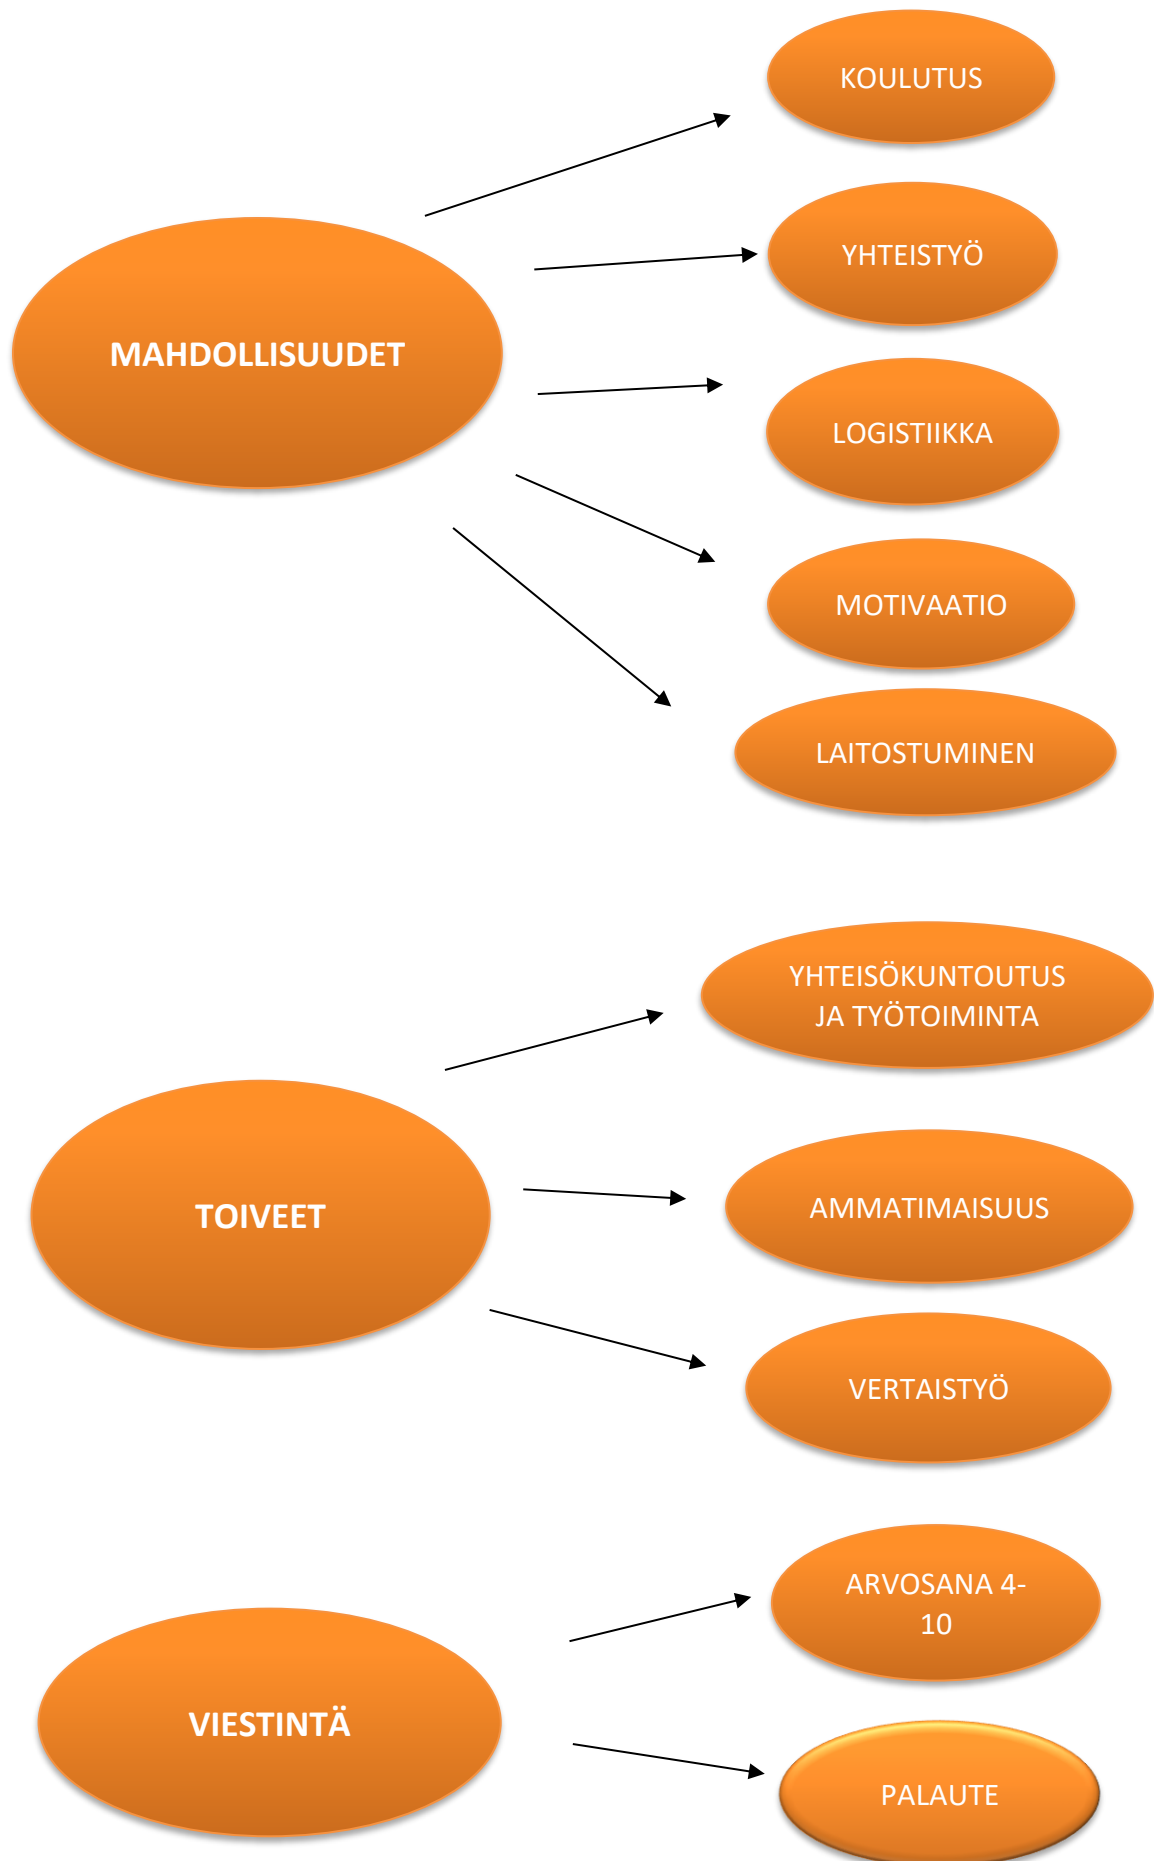 KOULUTUS
YHTEISTYÖ
MAHDOLLISUUDET
LOGISTIIKKA
MOTIVAATIO
LAITOSTUMINEN
YHTEISÖKUNTOUTUS
JA TYÖTOIMINTA
TOIVEET
AMMATIMAISUUS
VERTAISTYÖ
ARVOSANA 4-
10
VIESTINTÄ
PALAUTE